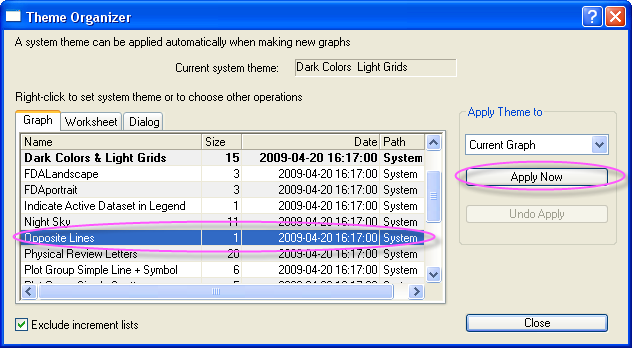 Theme Organizer
A system theme can be applied automatically when making new graphs
Current system theme: Dark Colors Light Grids
Right-click to set system theme or to choose other operations
Graph Worksheet Dialog
Name Size Date Path
Dark Colors & Light Grids 15 2009-04-20 16:17:00 System
FDALandscape 3 2009-04-20 16:17:00 System
FDAportrait 3 2009-04-20 16:17:00 System
Indicate Active Dataset in Legend 1 2009-04-20 16:17:00 System
Night Sky 11 2009-04-20 16:17:00 System
Opposite Lines 1 2009-04-20 16:17:00 System
Physical Review Letters 20 2009-04-20 16:17:00 System
Plot Group Simple Line + Symbol 6 2009-04-20 16:17:00 System
Exclude increment lists
Apply Theme to
Current Graph
Apply Now
Undo Apply
Close